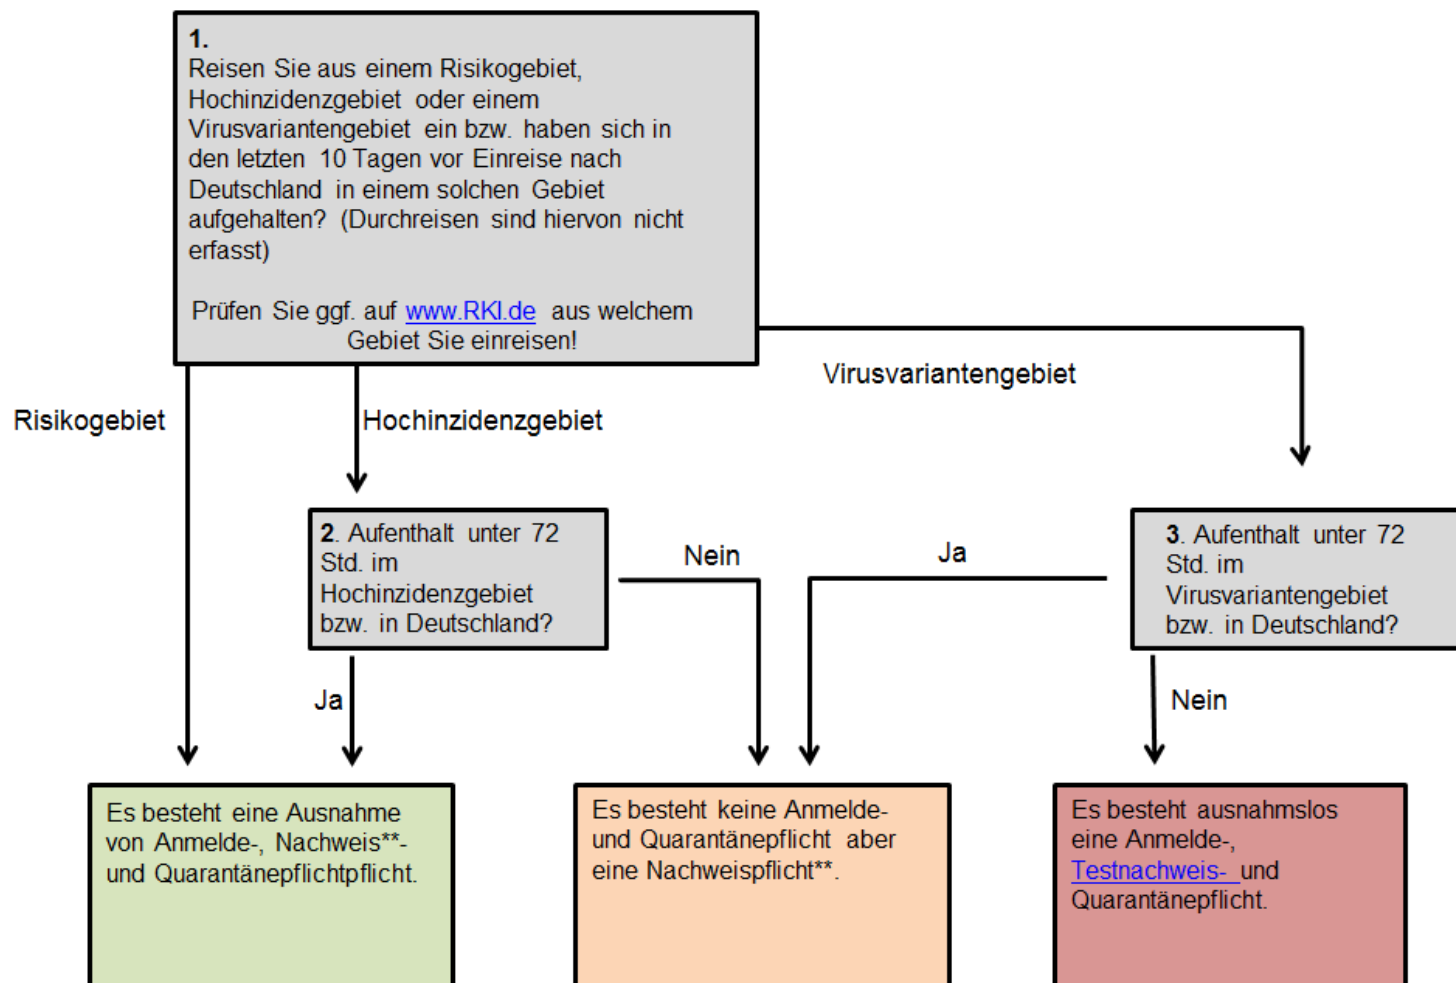 1.
Reisen Sie aus einem Risikogebiet,
Hochinzidenzgebiet oder einem
Virusvariantengebiet ein bzw. haben sich in
den letzten 10 Tagen vor Einreise nach
Deutschland in einem solchen Gebiet
aufgehalten? (Durchreisen sind hiervon nicht
erfasst)
Prüfen Sie ggf. auf www.RKI.de aus welchem
Gebiet Sie einreisen!
Virusvariantengebiet
Risikogebiet
Hochinzidenzgebiet
2. Aufenthalt unter 72
Std. im
Hochinzidenzgebiet
bzw. in Deutschland?
Nein
Ja
3. Aufenthalt unter 72
Std. im
Virusvariantengebiet
bzw. in Deutschland?
Ja
Nein
Es besteht eine Ausnahme
von Anmelde-, Nachweis**-
und Quarantänepflichtpflicht.
Es besteht keine Anmelde-
und Quarantänepflicht aber
eine Nachweispflicht**.
Es besteht ausnahmslos
eine Anmelde-,
Testnachweis- und
Quarantänepflicht.